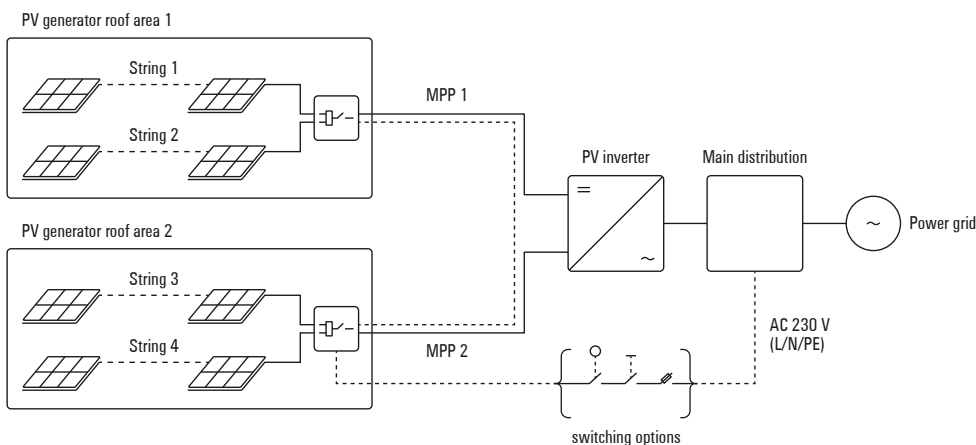 PV generator roof area 1
String 1
String 2
MPP 1
PV inverter
Main distribution
Power grid
PV generator roof area 2
String 3
String 4
MPP 2
AC 230 V
(L/N/PE)
switching options